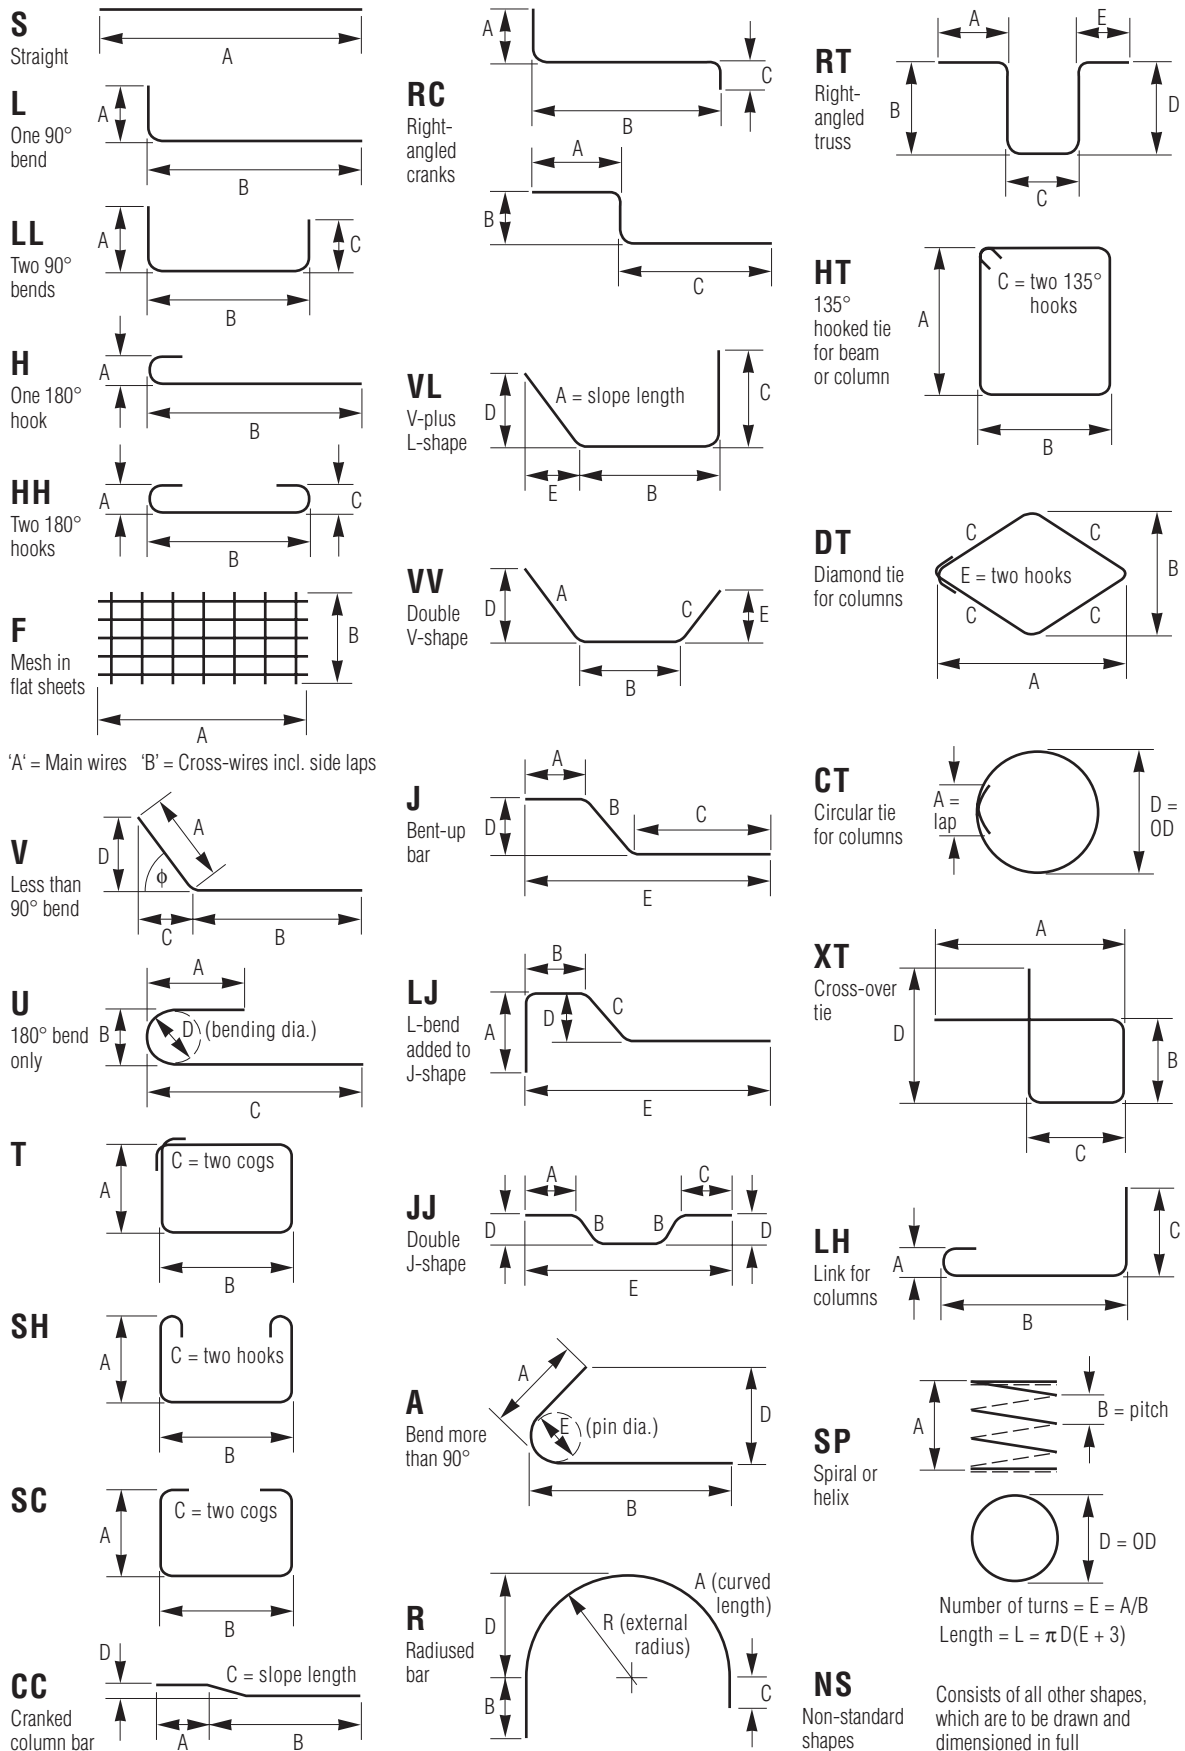 S
Straight
A
L
One 90°
bend
A
B
LL
Two 90°
bends
A
C
B
H
One 180°
hook
A
B
HH
Two 180°
hooks
A
C
B
F
Mesh in
flat sheets
B
A
‘A‘ = Main wires ‘B’ = Cross-wires incl. side laps
V
Less than
90° bend
A
D
ϕ
C
B
U
180° bend
only
A
B
D (bending dia.)
C
T
C = two cogs
A
B
SH
A
C = two hooks
B
SC
C = two cogs
A
B
CC
Cranked
column bar
D
C = slope length
A
B
RC
Right-
angled
cranks
A
C
B
A
B
C
VL
V-plus
L-shape
A = slope length
D
C
E
B
VV
Double
V-shape
D
A
C
E
B
J
Bent-up
bar
A
D
B
C
E
LJ
L-bend
added to
J-shape
B
A
D
C
E
JJ
Double
J-shape
A
C
D
B
B
D
E
A
Bend more
than 90°
A
E (pin dia.)
D
B
R
Radiused
bar
A (curved
length)
D
R (external
radius)
B
C
RT
Right-
angled
truss
A
E
B
D
C
HT
135°
hooked tie
for beam
or column
C = two 135°
hooks
A
B
DT
Diamond tie
for columns
C
C
E = two hooks
B
C
C
A
CT
Circular tie
for columns
A =
lap
D =
OD
XT
Cross-over
tie
A
D
B
C
LH
Link for
columns
A
C
B
SP
Spiral or
helix
A
B = pitch
D = OD
Number of turns = E = A/B
Length = L = π D(E + 3)
NS
Non-standard
shapes
Consists of all other shapes,
which are to be drawn and
dimensioned in full